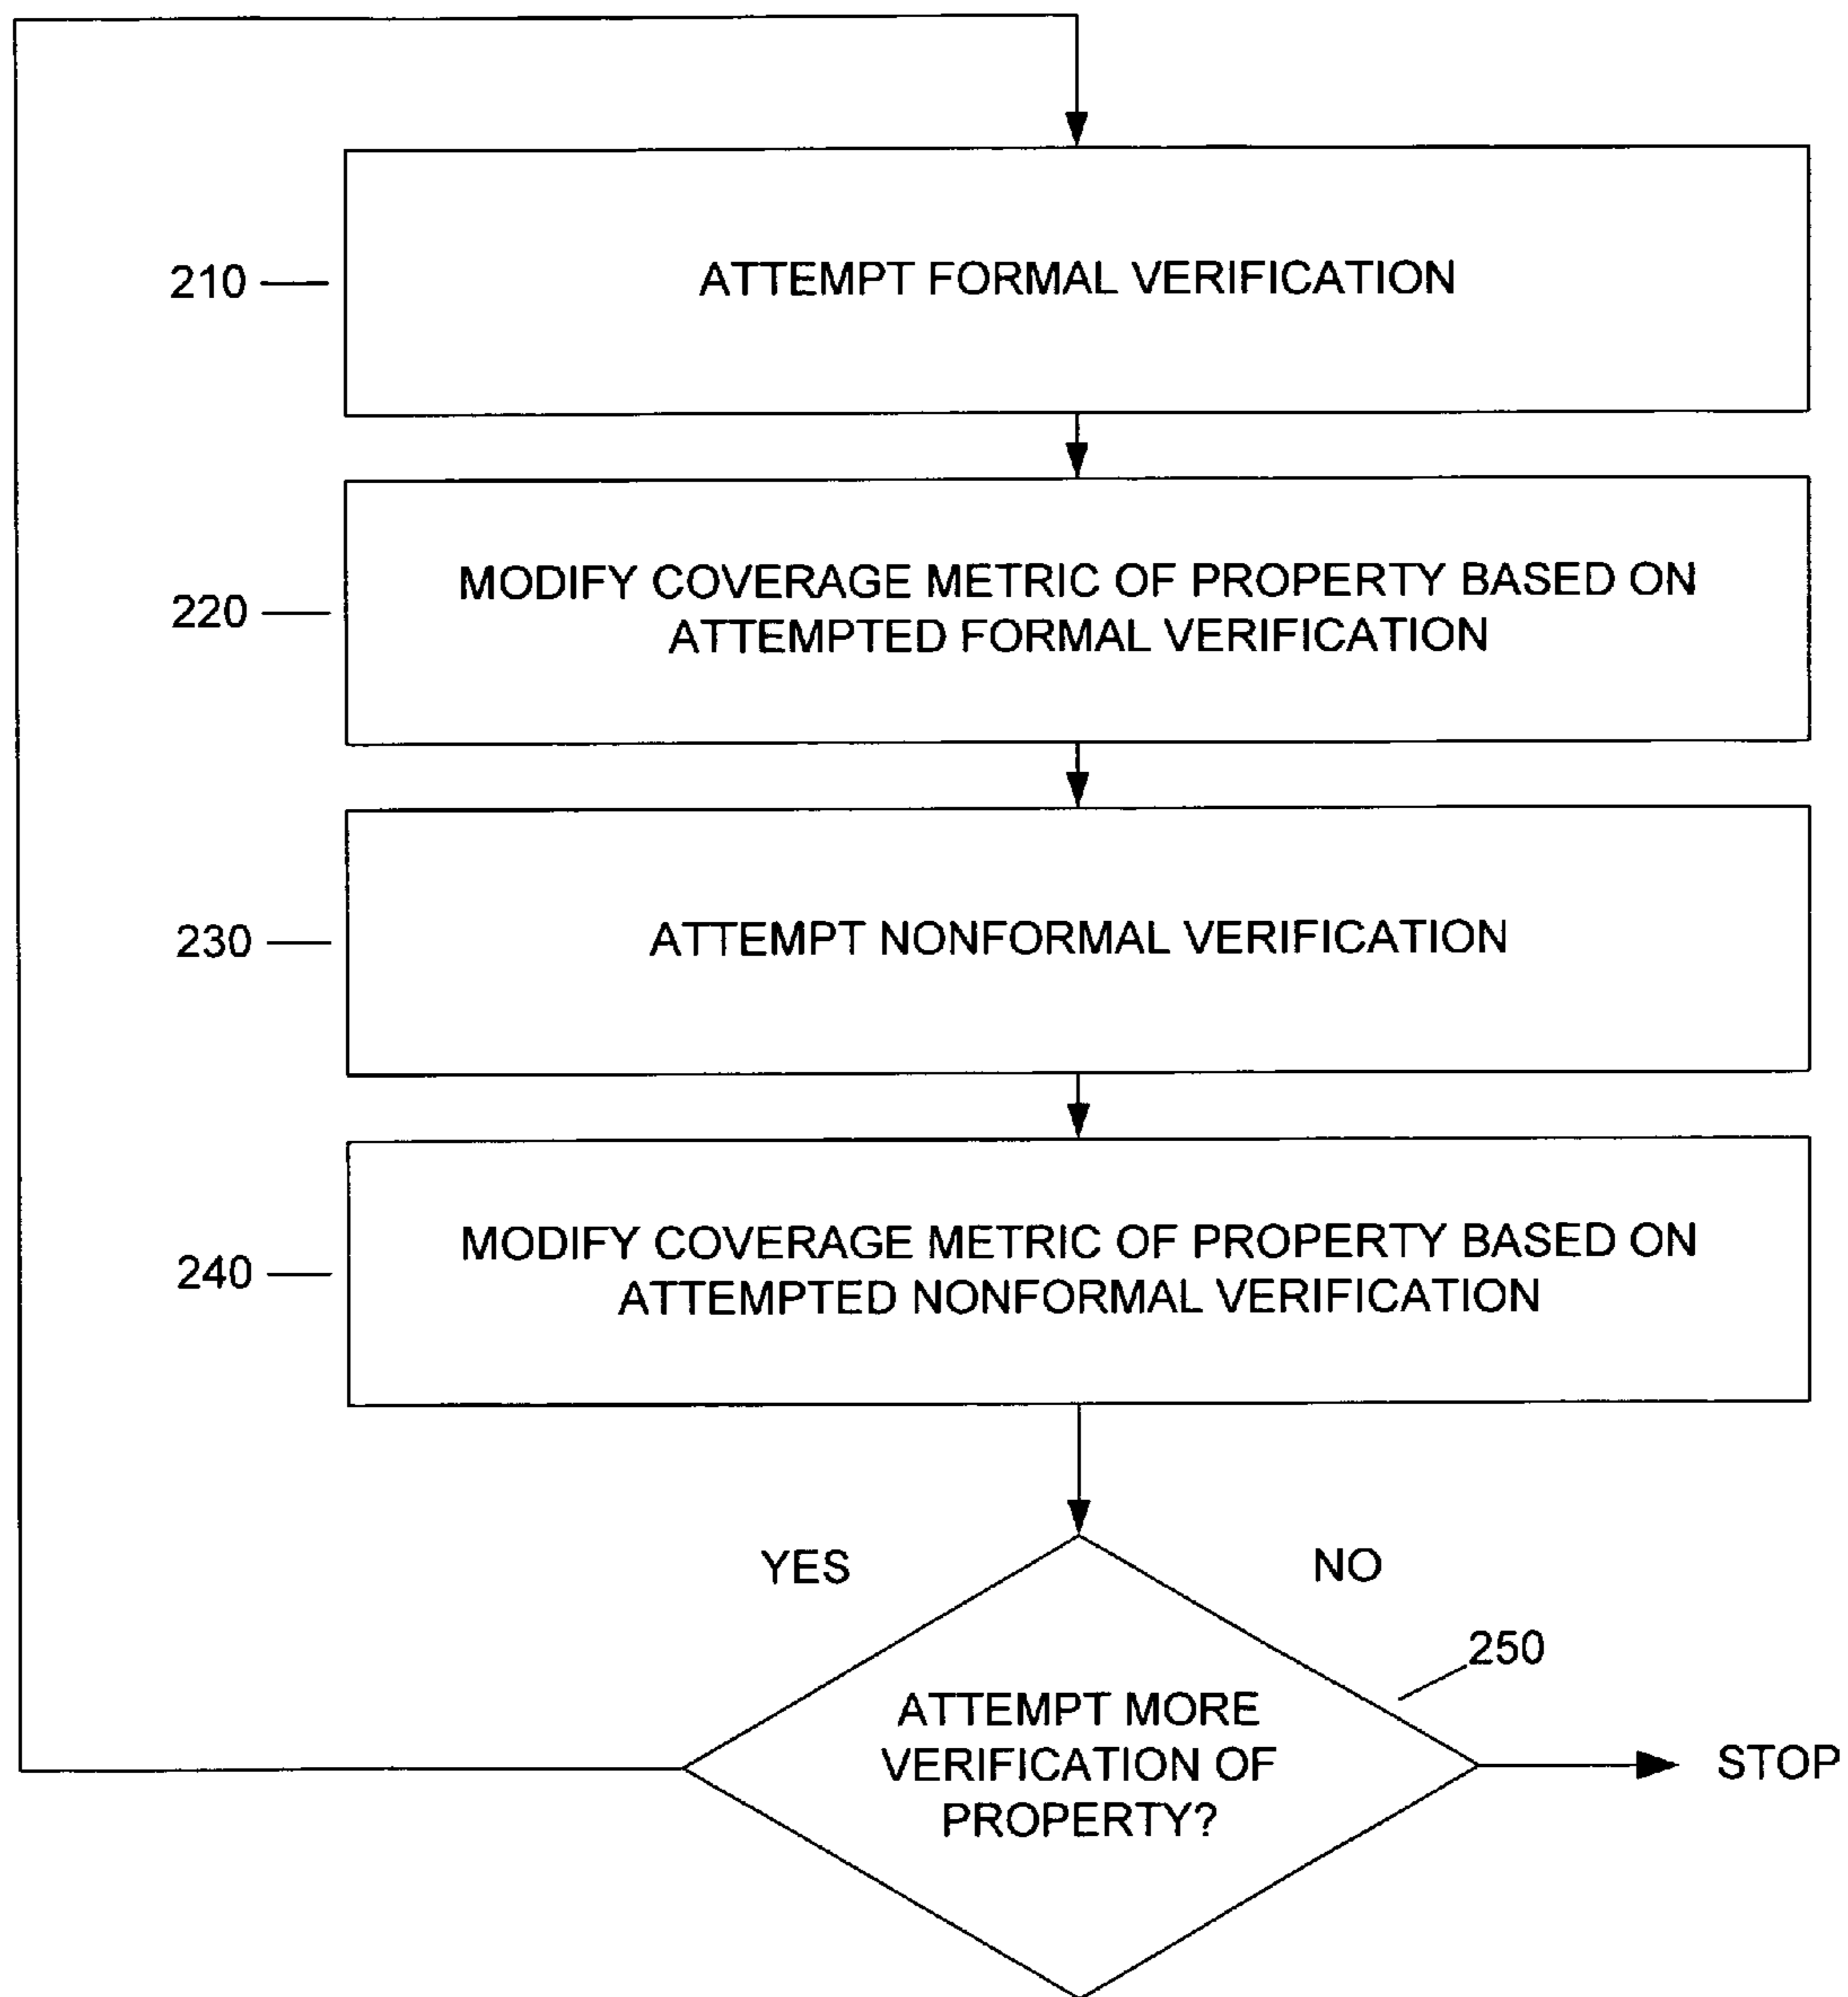 210
ATTEMPT FORMAL VERIFICATION
220
MODIFY COVERAGE METRIC OF PROPERTY BASED ON
ATTEMPTED FORMAL VERIFICATION
230
ATTEMPT NONFORMAL VERIFICATION
240
MODIFY COVERAGE METRIC OF PROPERTY BASED ON
ATTEMPTED NONFORMAL VERIFICATION
YES
NO
250
ATTEMPT MORE
VERIFICATION OF
PROPERTY?
STOP